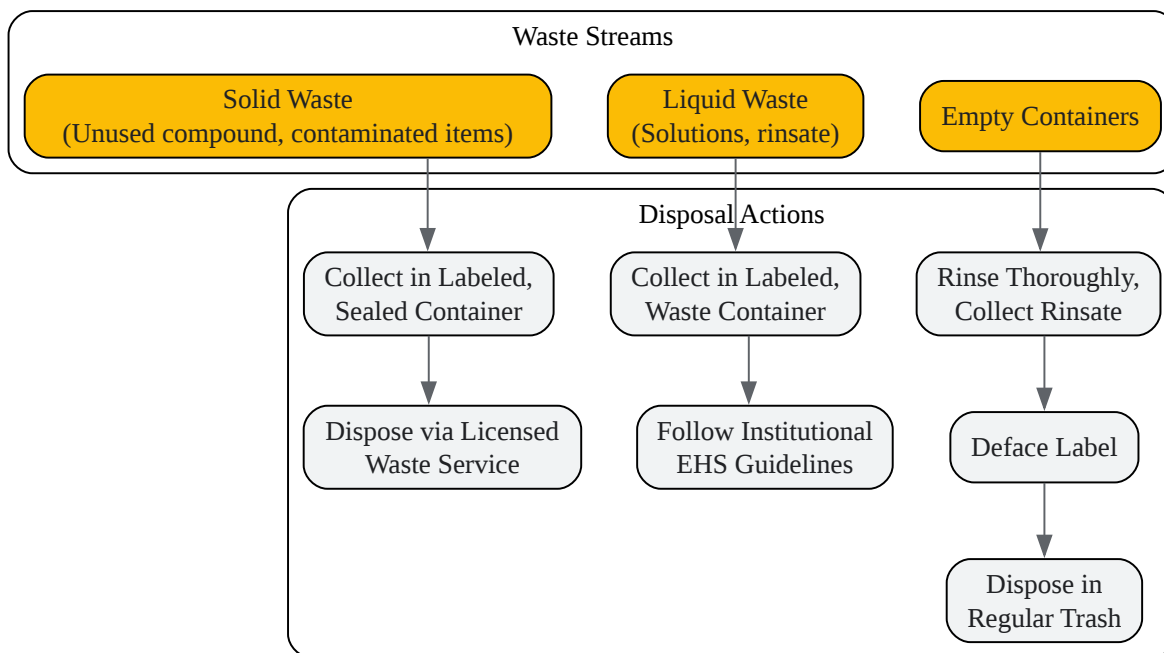 Waste Streams
Solid Waste
(Unused compound, contaminated items)
Liquid Waste
(Solutions, rinsate)
Empty Containers
Disposal Actions
Collect in Labeled,
Sealed Container
Collect in Labeled,
Waste Container
Rinse Thoroughly,
Collect Rinsate
Dispose via Licensed
Waste Service
Follow Institutional
EHS Guidelines
Deface Label
Dispose in
Regular Trash